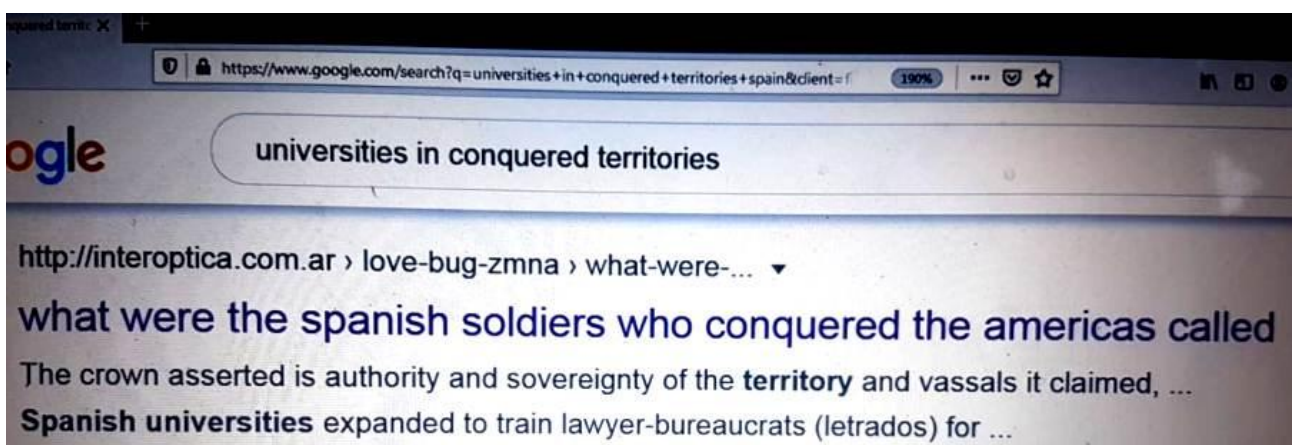 nquered territc X +
https://www.google.com/search?q=universities+in+conquered+territories+spain&client=f 190% ...
ogle universities in conquered territories
http://interoptica.com.ar › love-bug-zmna › what-were-...
what were the spanish soldiers who conquered the americas called
The crown asserted is authority and sovereignty of the territory and vassals it claimed, ...
Spanish universities expanded to train lawyer-bureaucrats (letrados) for ...